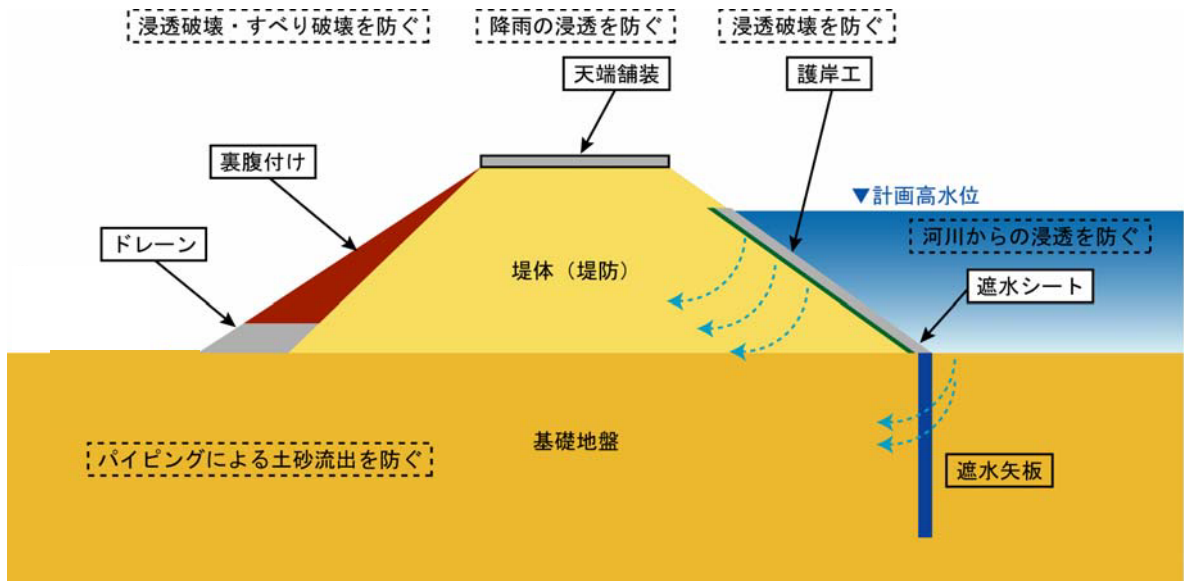 浸透破壊・すべり破壊を防ぐ
降雨の浸透を防ぐ
浸透破壊を防ぐ
天端舗装
護岸工
裏腹付け
▼計画高水位
ドレーン
河川からの浸透を防ぐ
堤体（堤防）
遮水シート
基礎地盤
パイピングによる土砂流出を防ぐ
遮水矢板